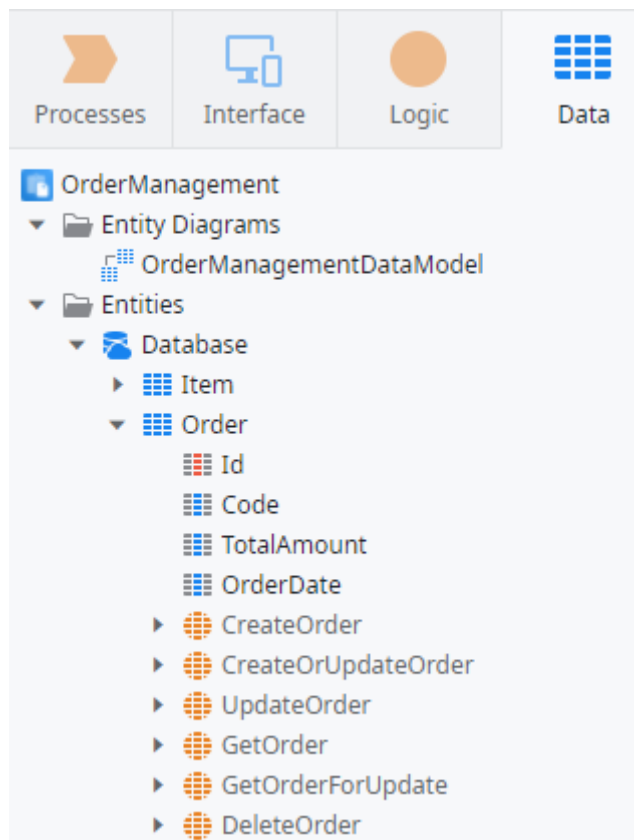 Processes
Interface
Logic
Data
OrderManagement
Entity Diagrams
OrderManagementDataModel
Entities
Database
Item
Order
Id
Code
TotalAmount
OrderDate
CreateOrder
CreateOrUpdateOrder
UpdateOrder
GetOrder
GetOrderForUpdate
DeleteOrder